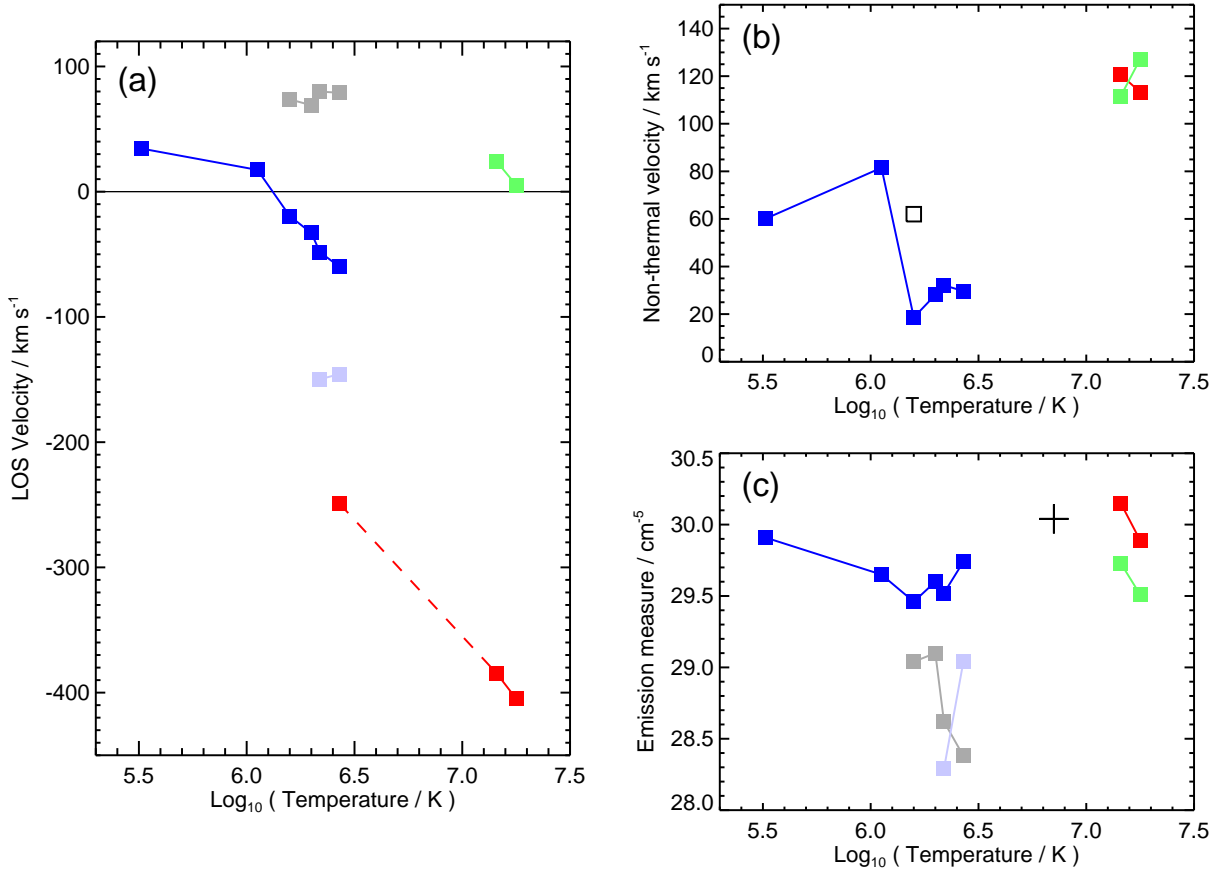 (a)
100
0
-100
-200
-300
-400
LOS Velocity / km s⁻¹
5.5 6.0 6.5 7.0 7.5
Log₁₀ ( Temperature / K )
(b)
150
140
120
100
80
60
40
20
0
Non-thermal velocity / km s⁻¹
5.5 6.0 6.5 7.0 7.5
Log₁₀ ( Temperature / K )
(c)
30.5
30.0
29.5
29.0
28.5
28.0
Emission measure / cm⁻⁵
5.5 6.0 6.5 7.0 7.5
Log₁₀ ( Temperature / K )